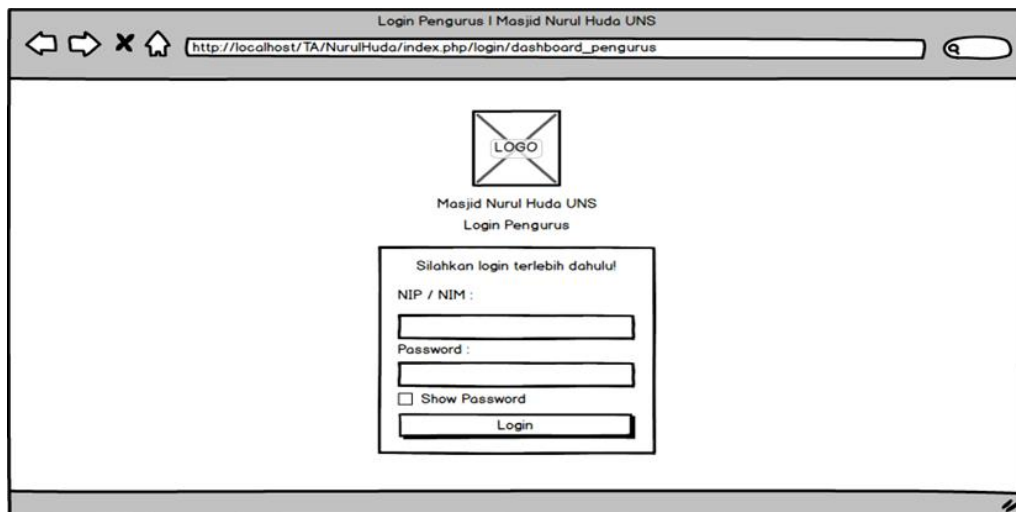 Login Pengurus | Masjid Nurul Huda UNS
http://localhost/TA/NurulHuda/index.php/login/dashboard_pengurus
LOGO
Masjid Nurul Huda UNS
Login Pengurus
Silahkan login terlebih dahulu!
NIP / NIM :
Password :
Show Password
Login